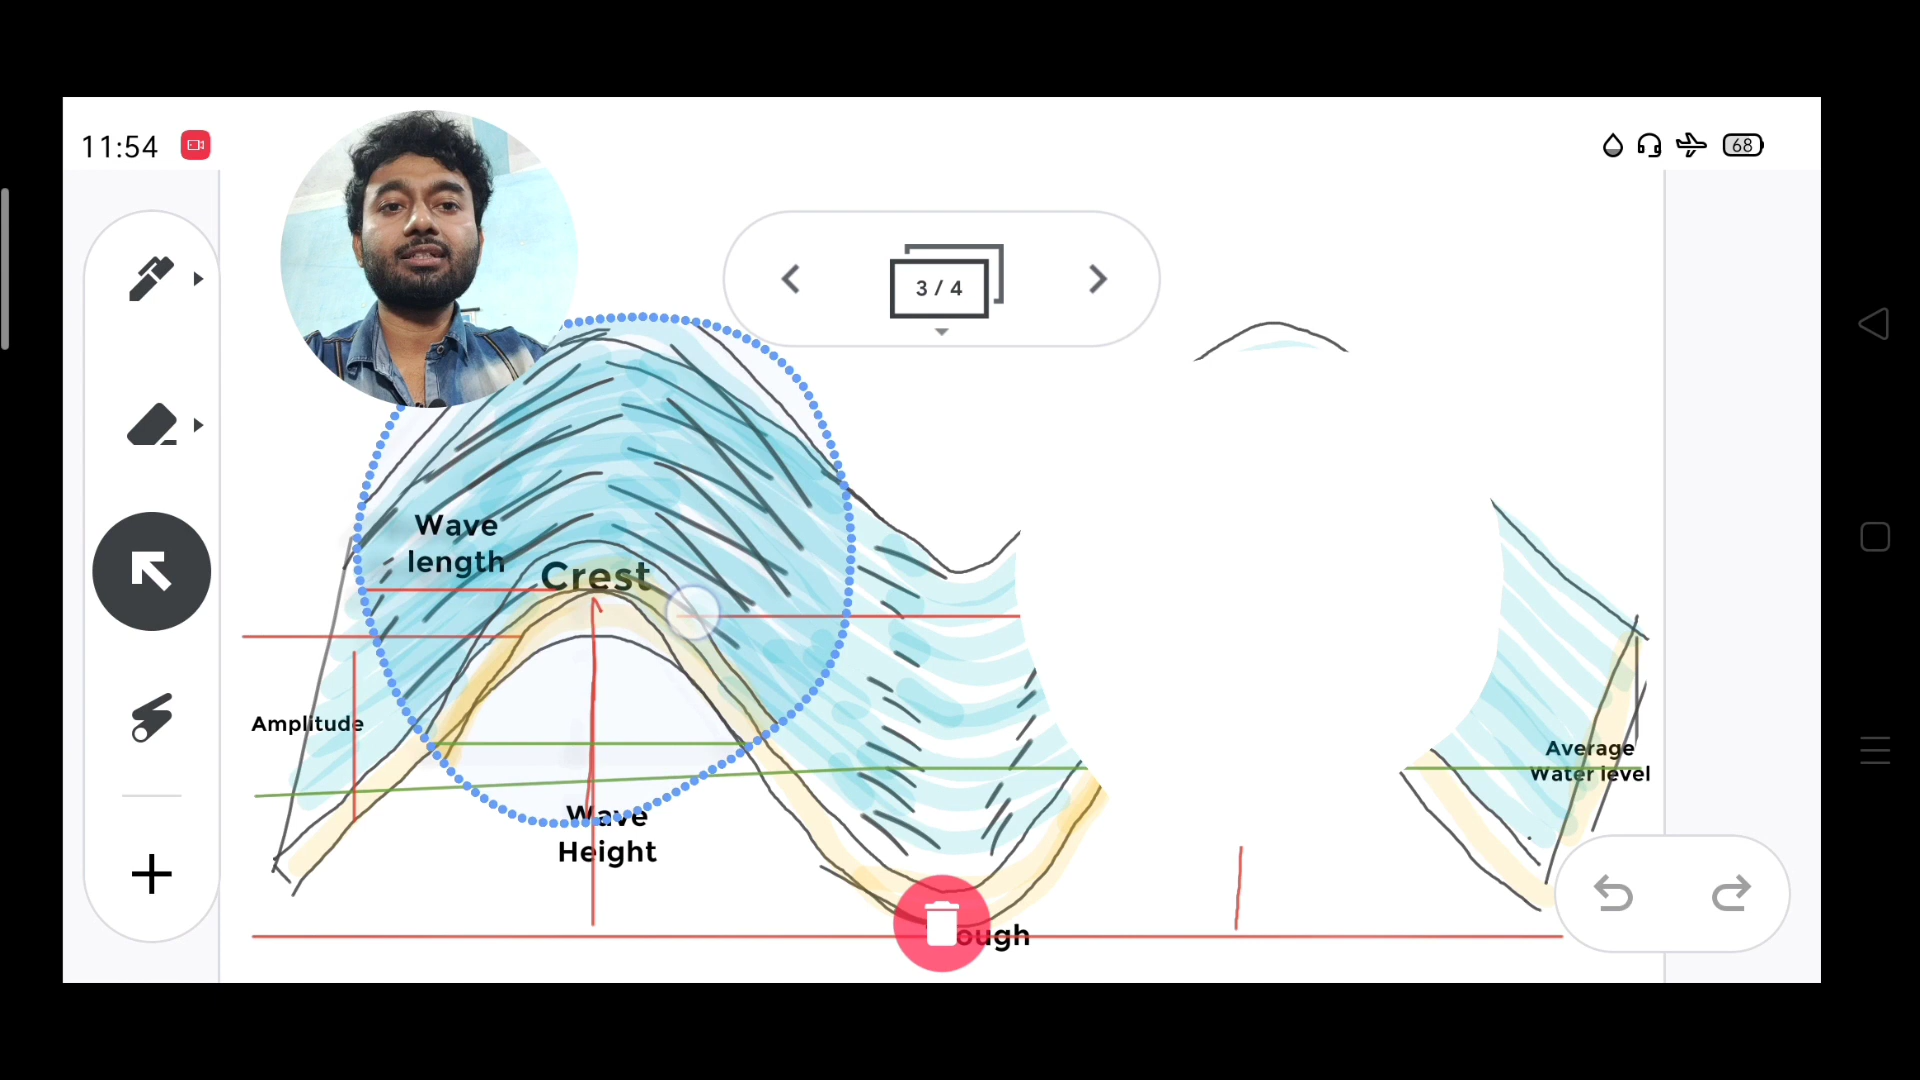 11:54
68
3 / 4
Wave
length
Crest
Amplitude
Average
Water level
Wave
Height
ough